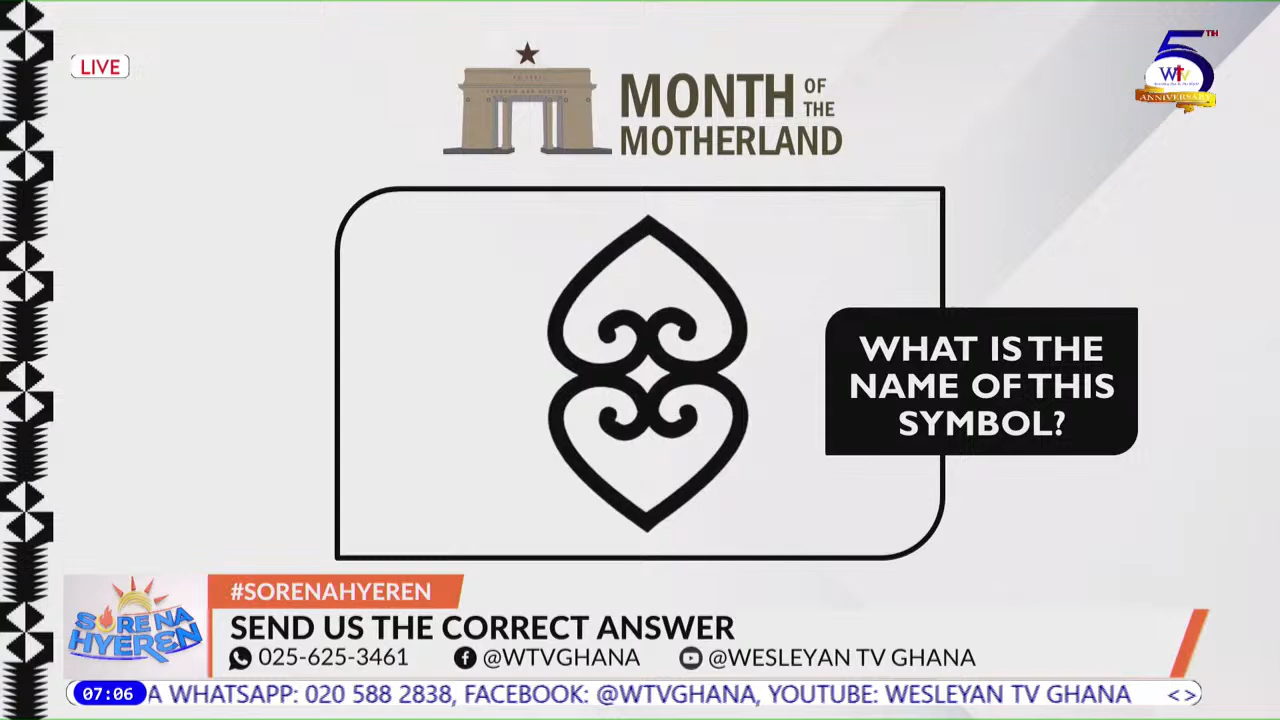 LIVE
MONTH OF THE
MOTHERLAND
5TH
Wtv
ANNIVERSARY
WHAT IS THE
NAME OF THIS
SYMBOL?
SORE NA
HYEREN
#SORENAHYEREN
SEND US THE CORRECT ANSWER
025-625-3461 @WTVGHANA @WESLEYAN TV GHANA
07:06 A WHATSAPP: 020 588 2838, FACEBOOK: @WTVGHANA, YOUTUBE: WESLEYAN TV GHANA <>